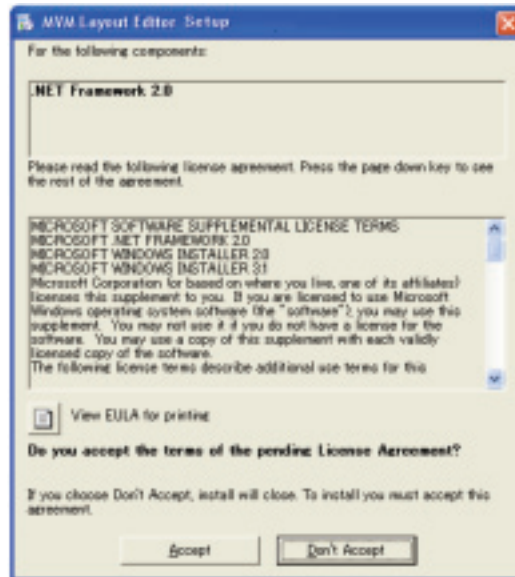 MVM Layout Editor Setup
For the following components:
.NET Framework 2.0
Please read the following license agreement. Press the page down key to see
the rest of the agreement.
MICROSOFT SOFTWARE SUPPLEMENTAL LICENSE TERMS
MICROSOFT .NET FRAMEWORK 2.0
MICROSOFT WINDOWS INSTALLER 2.0
MICROSOFT WINDOWS INSTALLER 3.1
Microsoft Corporation (or based on where you live, one of its affiliates)
licenses this supplement to you. If you are licensed to use Microsoft
Windows operating system software (the "software"), you may use this
supplement. You may not use it if you do not have a license for the
software. You may use a copy of this supplement with each validly
licensed copy of the software.
The following license terms describe additional use terms for this
View EULA for printing
Do you accept the terms of the pending License Agreement?
If you choose Don't Accept, install will close. To install you must accept this
agreement.
Accept
Don't Accept